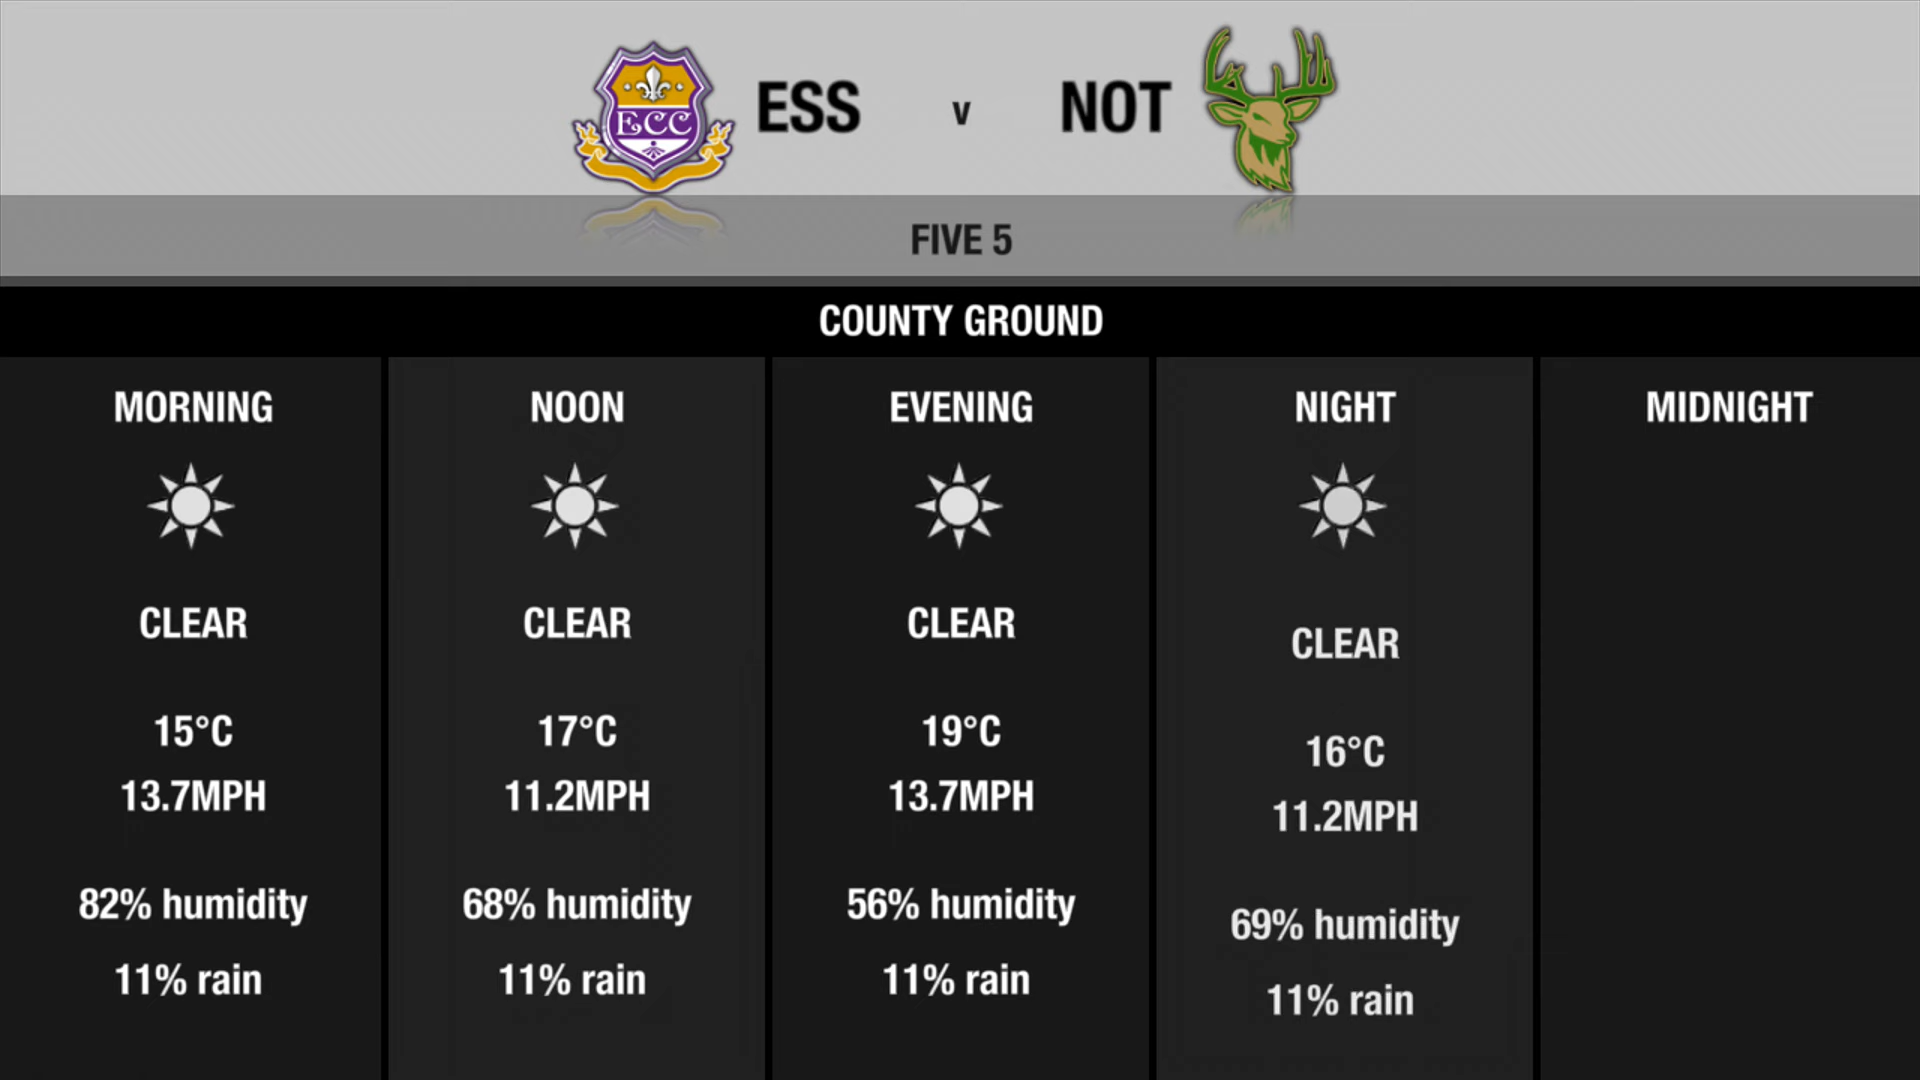 ECC
ESS v NOT
FIVE 5
COUNTY GROUND
MORNING
CLEAR
15°C
13.7MPH
82% humidity
11% rain
NOON
CLEAR
17°C
11.2MPH
68% humidity
11% rain
EVENING
CLEAR
19°C
13.7MPH
56% humidity
11% rain
NIGHT
CLEAR
16°C
11.2MPH
69% humidity
11% rain
MIDNIGHT